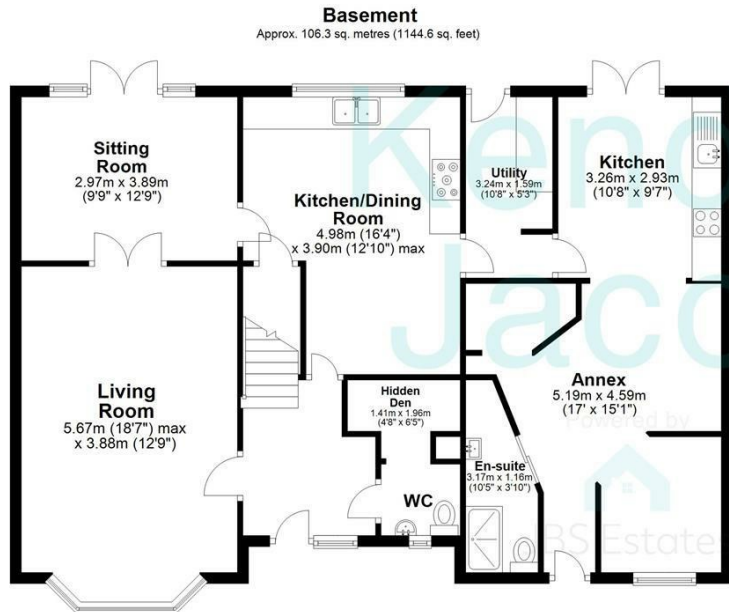 Basement
Approx. 106.3 sq. metres (1144.6 sq. feet)
Sitting
Room
2.97m x 3.89m
(9'9" x 12'9")
Kitchen/Dining
Room
4.98m (16'4")
x 3.90m (12'10") max
Utility
3.24m x 1.59m
(10'8" x 5'3")
Kitchen
3.26m x 2.93m
(10'8" x 9'7")
Living
Room
5.67m (18'7") max
x 3.88m (12'9")
Hidden
Den
1.41m x 1.96m
(4'8" x 6'5")
WC
En-suite
3.17m x 1.16m
(10'5" x 3'10")
Annex
5.19m x 4.59m
(17' x 15'1")
Powered by
BS Estates